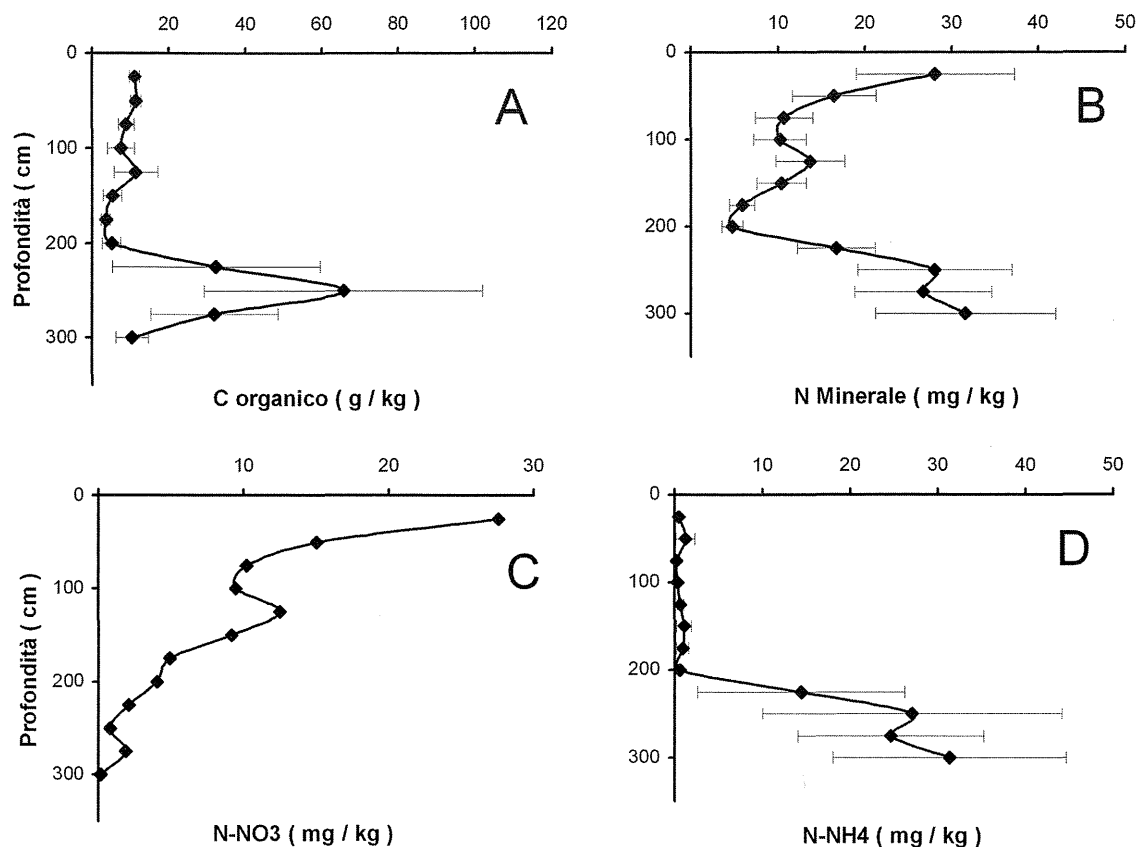 20 40 60 80 100 120
0
100
200
300
Profondità ( cm )
A
C organico ( g / kg )
10 20 30 40 50
0
100
200
300
B
N Minerale ( mg / kg )
10 20 30
0
100
200
300
Profondità ( cm )
C
N-NO3 ( mg / kg )
10 20 30 40 50
0
100
200
300
D
N-NH4 ( mg / kg )